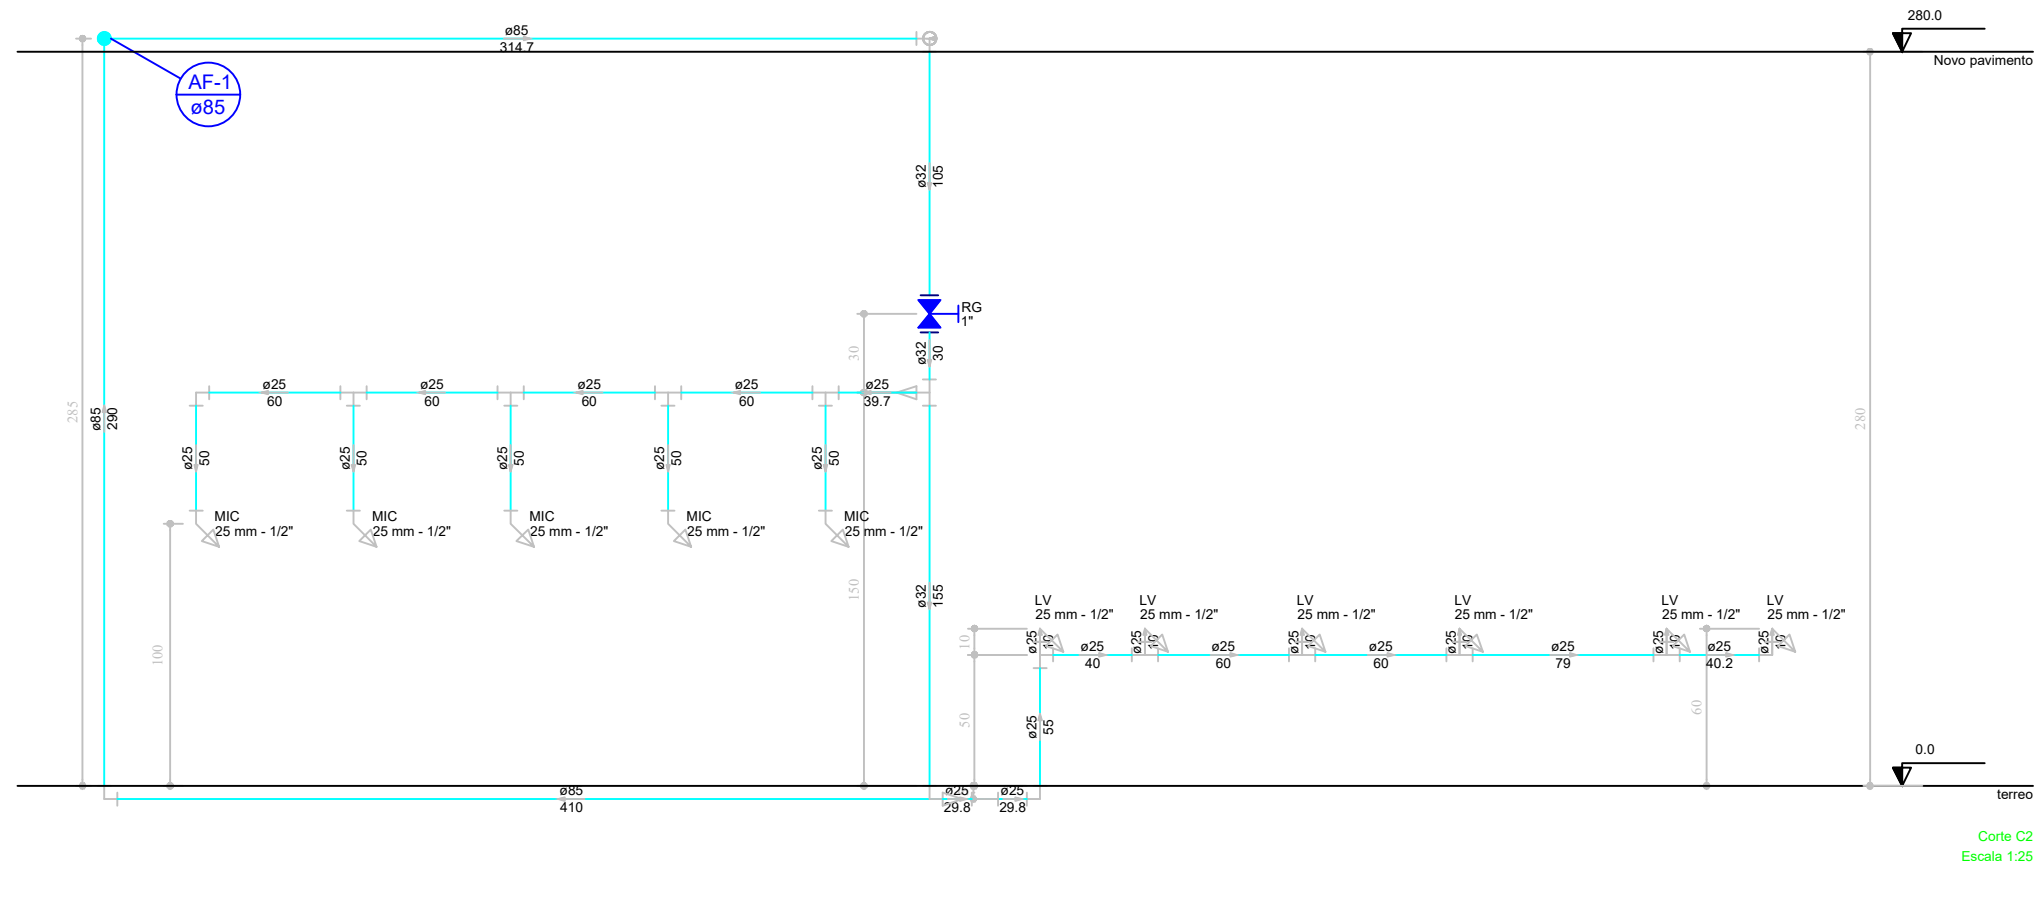 280.0
Novo pavimento
ø85
314.7
AF-1
ø85
ø32
105
RG
1"
ø32
30
30
285
ø85
290
280
ø25
60
ø25
60
ø25
60
ø25
60
ø25
39.7
ø25
50
ø25
50
ø25
50
ø25
50
ø25
50
MIC
25 mm - 1/2"
MIC
25 mm - 1/2"
MIC
25 mm - 1/2"
MIC
25 mm - 1/2"
MIC
25 mm - 1/2"
100
150
ø32
155
LV
25 mm - 1/2"
LV
25 mm - 1/2"
LV
25 mm - 1/2"
LV
25 mm - 1/2"
LV
25 mm - 1/2"
LV
25 mm - 1/2"
10
ø25
10
ø25
10
ø25
10
ø25
10
ø25
10
ø25
10
ø25
40
ø25
60
ø25
60
ø25
79
ø25
40.2
50
ø25
55
60
0.0
terreo
ø85
410
ø25
29.8
ø25
29.8
Corte C2
Escala 1:25